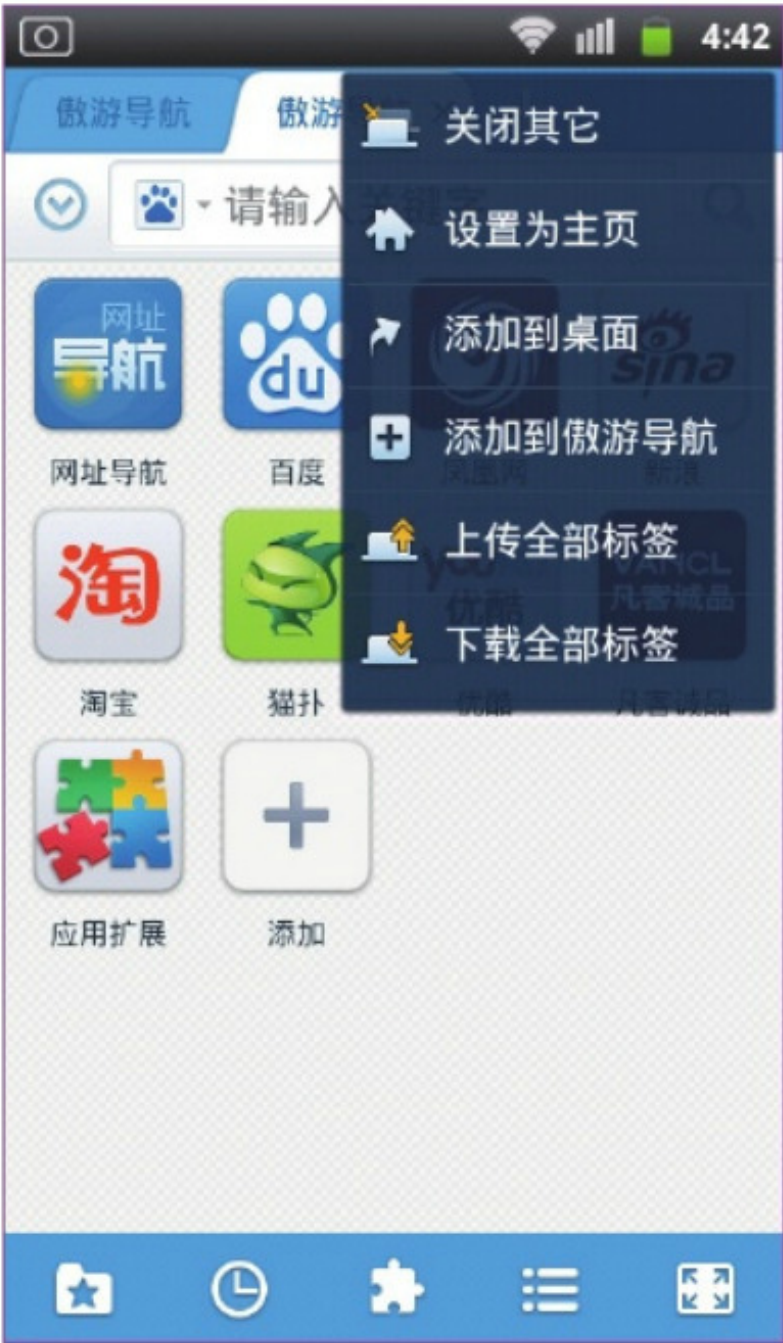 4:42
傲游导航
傲游
关闭其它
请输入关键字
设置为主页
网址
导航
du
添加到桌面
sina
网址导航
百度
添加到傲游导航
凤凰网
新浪
淘
上传全部标签
优酷
VANCL
凡客诚品
下载全部标签
淘宝
猫扑
优酷
凡客诚品
应用扩展
添加